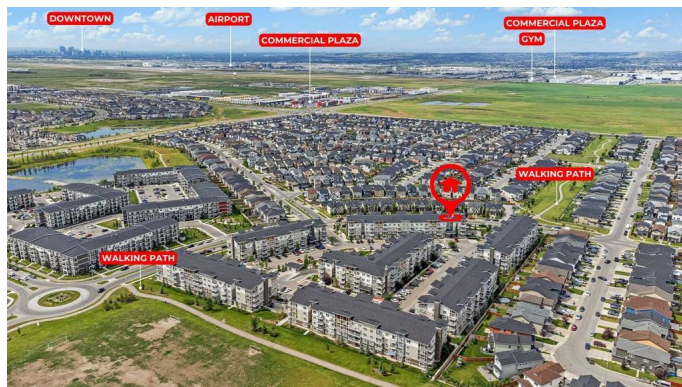 DOWNTOWN
AIRPORT
COMMERCIAL PLAZA
COMMERCIAL PLAZA
GYM
WALKING PATH
WALKING PATH